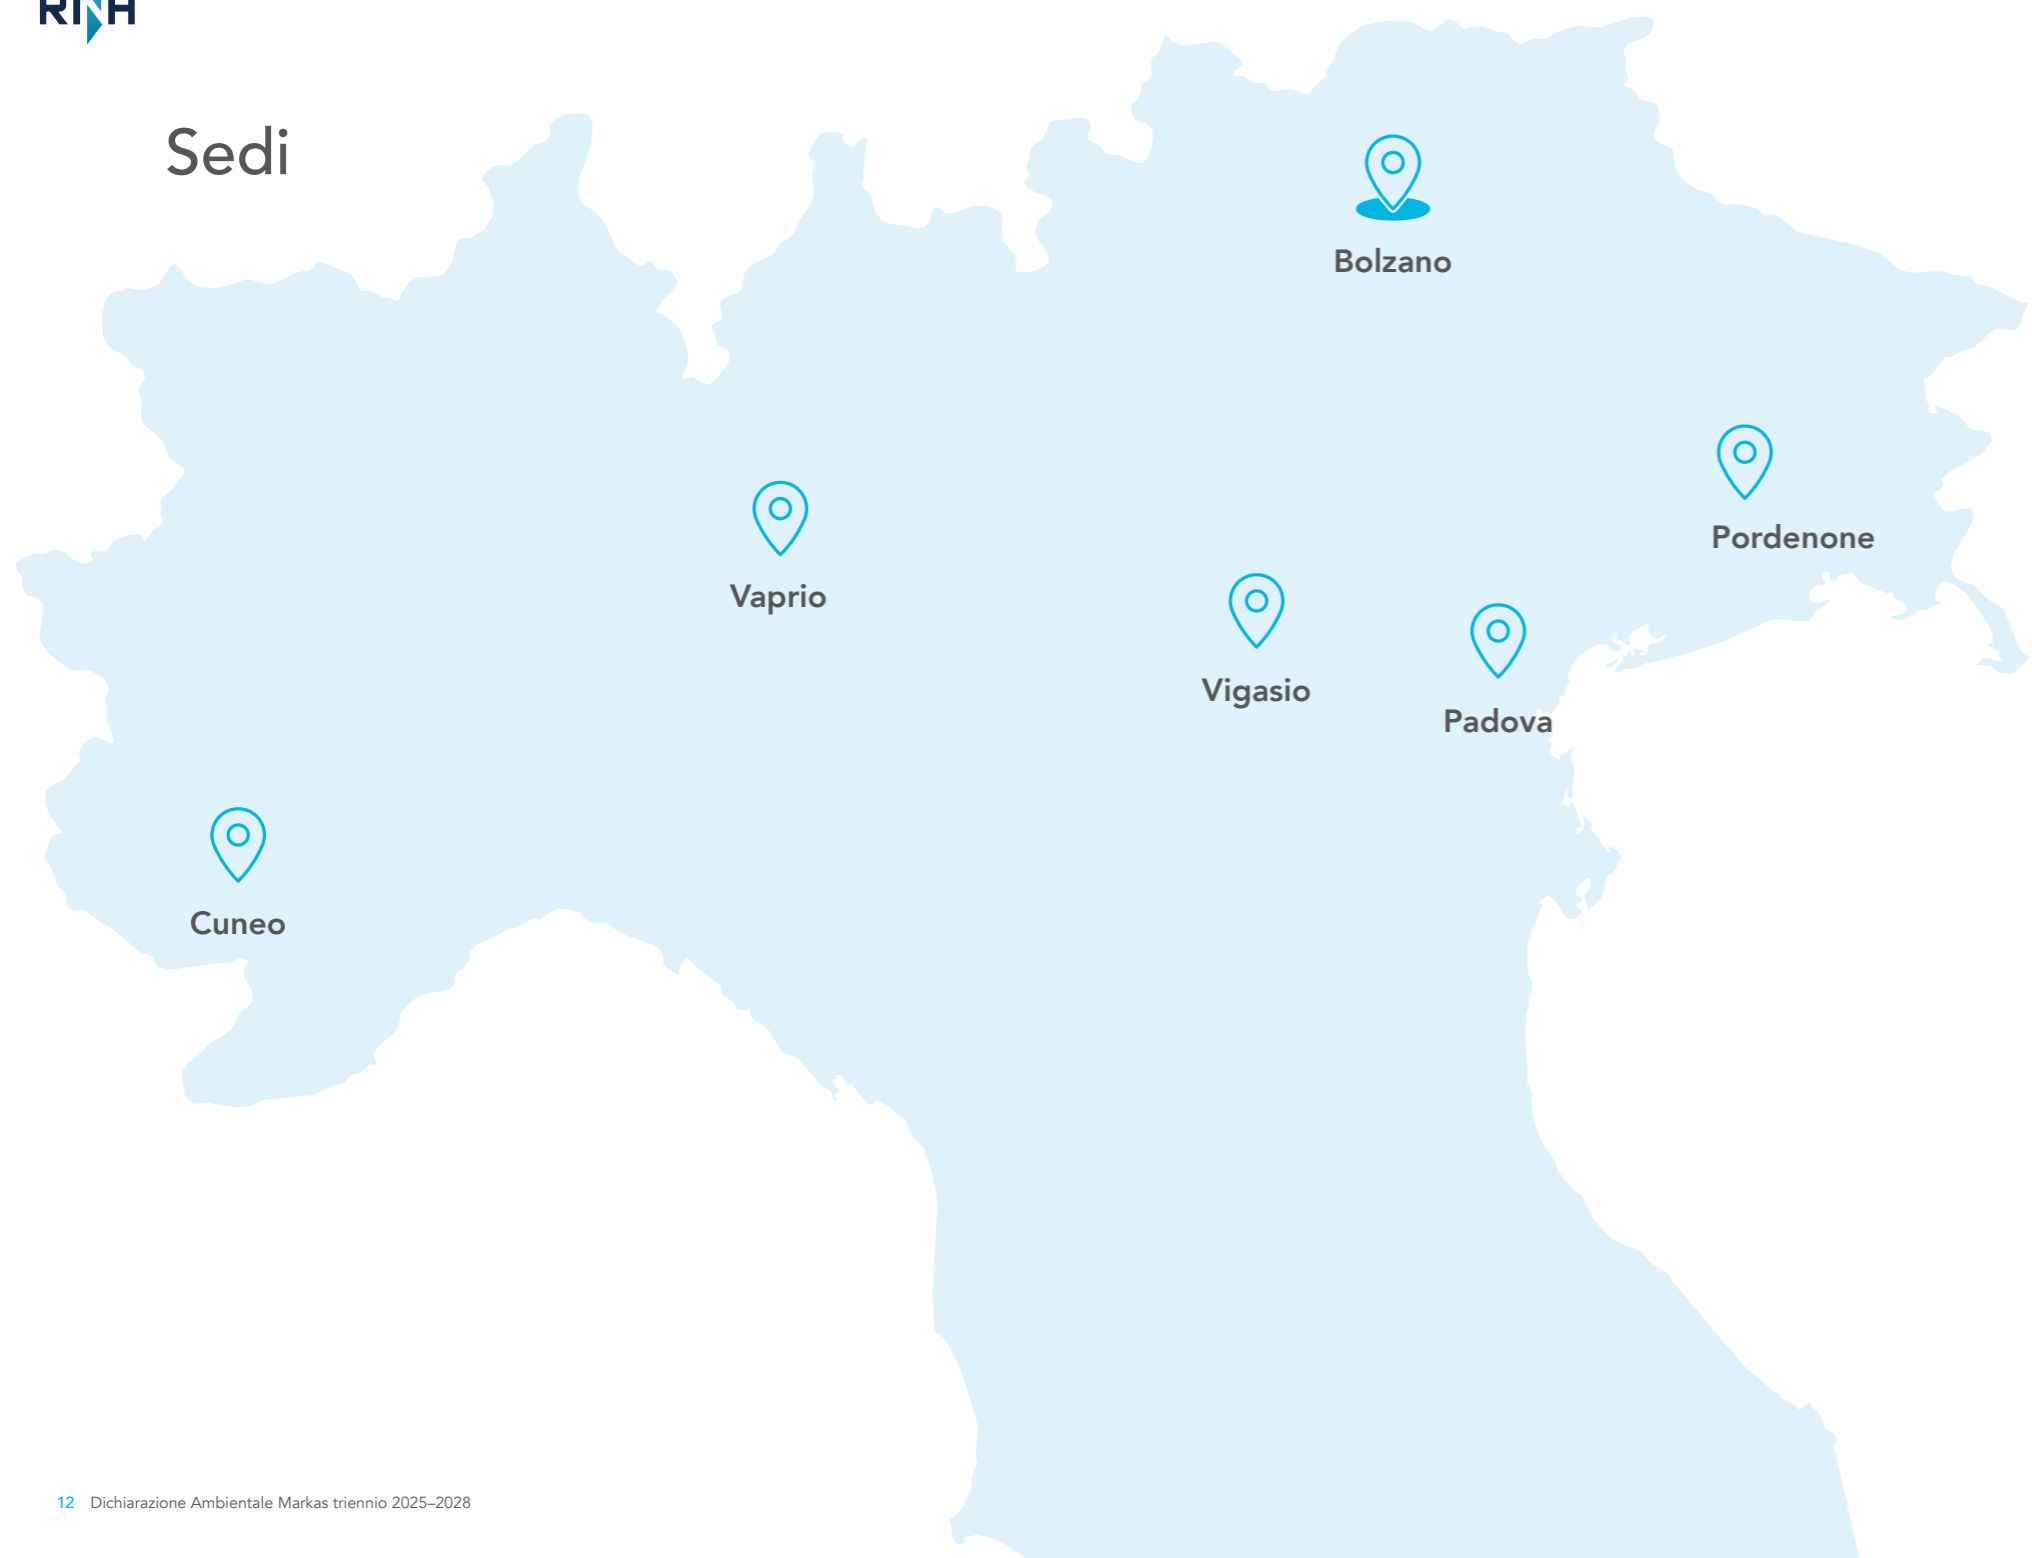 Sedi
Bolzano
Pordenone
Vaprio
Vigasio
Padova
Cuneo
12 Dichiarazione Ambientale Markas triennio 2025–2028